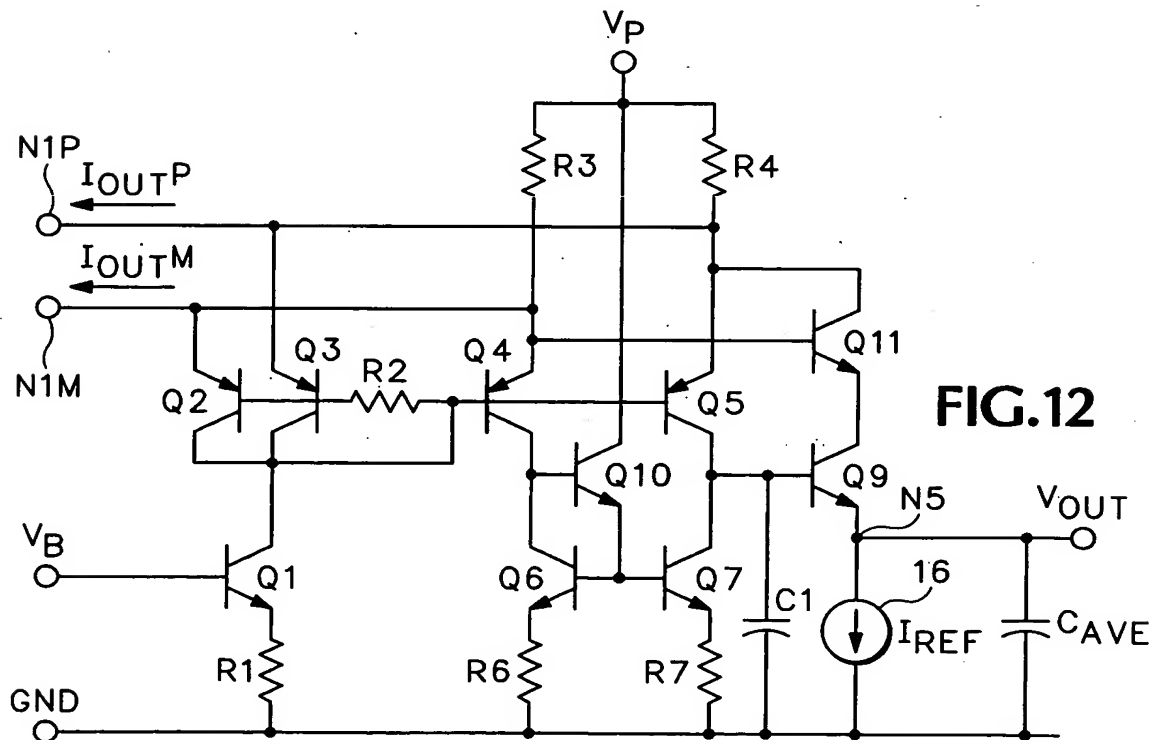 VP
N1P
IOUTP
R3
R4
IOUTM
N1M
Q3
Q4
Q11
R2
Q2
Q5
FIG.12
Q10
Q9
N5
VOUT
VB
Q1
Q6
Q7
C1
16
IREF
CAVE
R1
R6
R7
GND